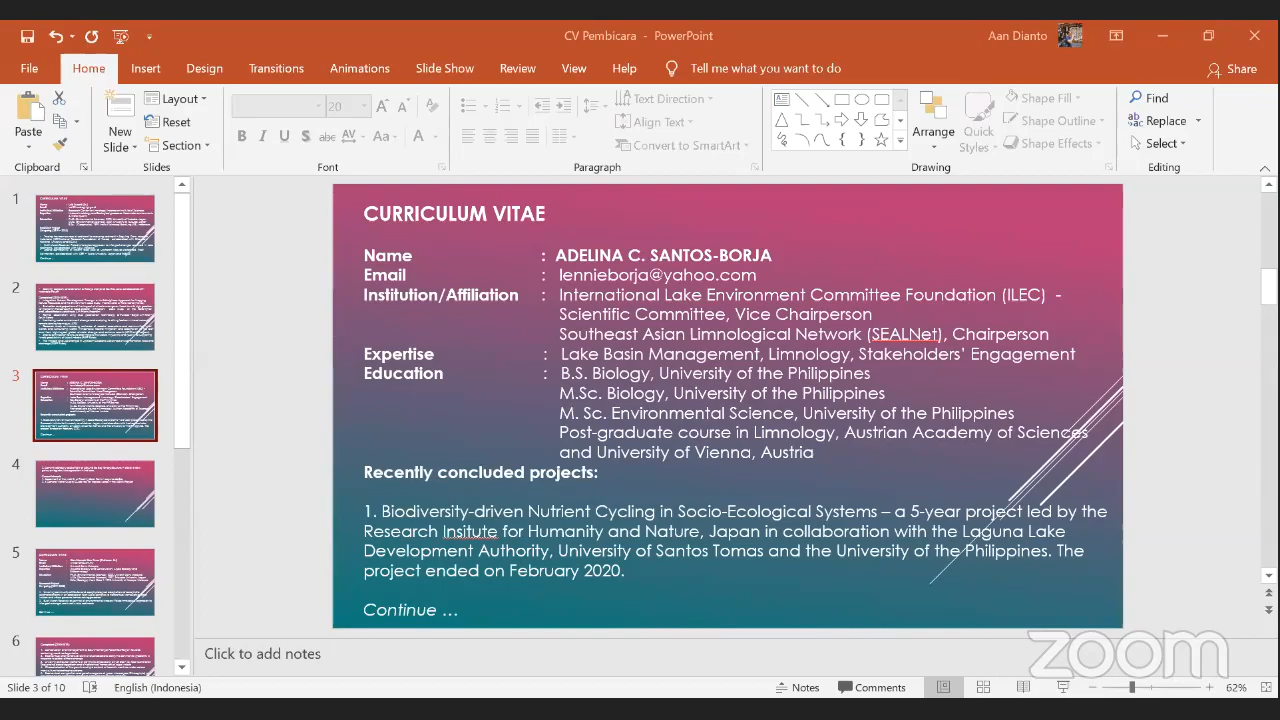 CV Pembicara - PowerPoint
Aan Dianto
File Home Insert Design Transitions Animations Slide Show Review View Help Tell me what you want to do Share
Paste
Clipboard
New Slide
Layout
Reset
Section
Slides
20
Font
Text Direction
Align Text
Convert to SmartArt
Paragraph
Arrange
Quick Styles
Shape Fill
Shape Outline
Shape Effects
Drawing
Find
Replace
Select
Editing
1
2
3
4
5
6
CURRICULUM VITAE
Name : ADELINA C. SANTOS-BORJA
Email : lennieborja@yahoo.com
Institution/Affiliation : International Lake Environment Committee Foundation (ILEC) -
Scientific Committee, Vice Chairperson
Southeast Asian Limnological Network (SEALNet), Chairperson
Expertise : Lake Basin Management, Limnology, Stakeholders' Engagement
Education : B.S. Biology, University of the Philippines
M.Sc. Biology, University of the Philippines
M. Sc. Environmental Science, University of the Philippines
Post-graduate course in Limnology, Austrian Academy of Sciences
and University of Vienna, Austria
Recently concluded projects:
1. Biodiversity-driven Nutrient Cycling in Socio-Ecological Systems – a 5-year project led by the
Research Insitute for Humanity and Nature, Japan in collaboration with the Laguna Lake
Development Authority, University of Santos Tomas and the University of the Philippines. The
project ended on February 2020.
Continue …
Click to add notes
zoom
Slide 3 of 10 English (Indonesia) Notes Comments 62%